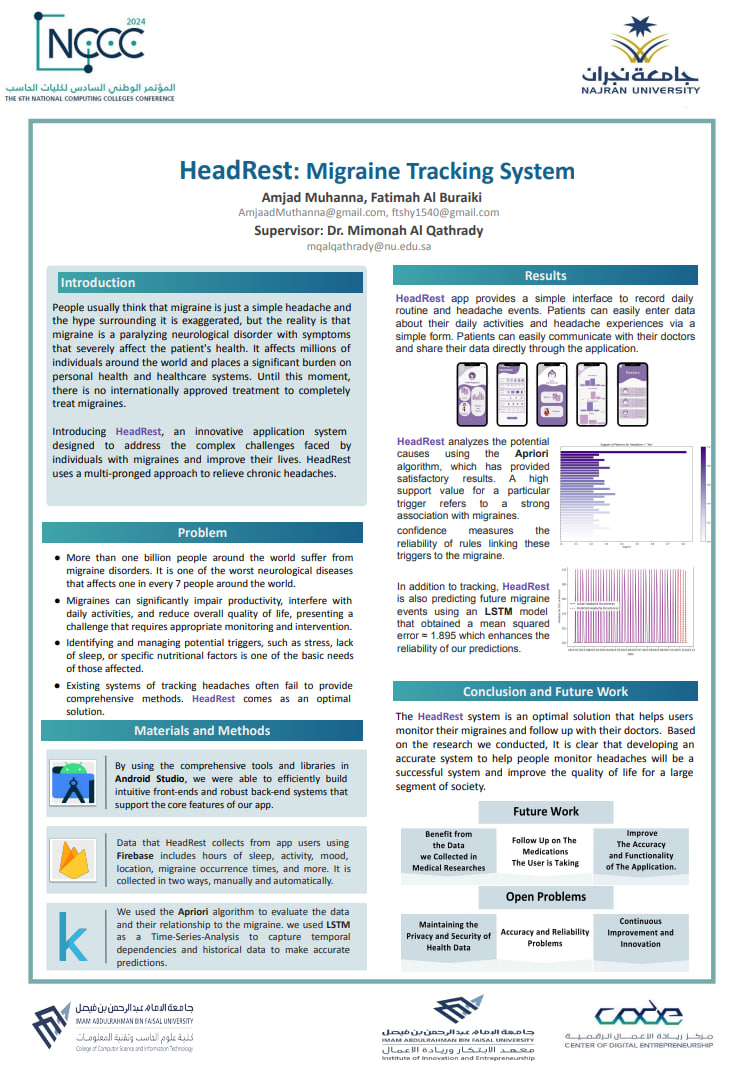 2024
NCCC
المؤتمر الوطني السادس لكليات الحاسب
THE 6TH NATIONAL COMPUTING COLLEGES CONFERENCE
جامعة نجران
NAJRAN UNIVERSITY
HeadRest: Migraine Tracking System
Amjad Muhanna, Fatimah Al Buraiki
AmjaadMuthanna@gmail.com, ftshy1540@gmail.com
Supervisor: Dr. Mimonah Al Qathrady
mqalqathrady@nu.edu.sa
Introduction
People usually think that migraine is just a simple headache and
the hype surrounding it is exaggerated, but the reality is that
migraine is a paralyzing neurological disorder with symptoms
that severely affect the patient's health. It affects millions of
individuals around the world and places a significant burden on
personal health and healthcare systems. Until this moment,
there is no internationally approved treatment to completely
treat migraines.
Introducing HeadRest, an innovative application system
designed to address the complex challenges faced by
individuals with migraines and improve their lives. HeadRest
uses a multi-pronged approach to relieve chronic headaches.
Problem
• More than one billion people around the world suffer from
migraine disorders. It is one of the worst neurological diseases
that affects one in every 7 people around the world.
• Migraines can significantly impair productivity, interfere with
daily activities, and reduce overall quality of life, presenting a
challenge that requires appropriate monitoring and intervention.
• Identifying and managing potential triggers, such as stress, lack
of sleep, or specific nutritional factors is one of the basic needs
of those affected.
• Existing systems of tracking headaches often fail to provide
comprehensive methods. HeadRest comes as an optimal
solution.
Materials and Methods
By using the comprehensive tools and libraries in
Android Studio, we were able to efficiently build
intuitive front-ends and robust back-end systems that
support the core features of our app.
Data that HeadRest collects from app users using
Firebase includes hours of sleep, activity, mood,
location, migraine occurrence times, and more. It is
collected in two ways, manually and automatically.
k
We used the Apriori algorithm to evaluate the data
and their relationship to the migraine. we used LSTM
as a Time-Series-Analysis to capture temporal
dependencies and historical data to make accurate
predictions.
Results
HeadRest app provides a simple interface to record daily
routine and headache events. Patients can easily enter data
about their daily activities and headache experiences via a
simple form. Patients can easily communicate with their doctors
and share their data directly through the application.
Doctors
HeadRest analyzes the potential
causes using the Apriori
algorithm, which has provided
satisfactory results. A high
support value for a particular
trigger refers to a strong
association with migraines.
confidence measures the
reliability of rules linking these
triggers to the migraine.
In addition to tracking, HeadRest
is also predicting future migraine
events using an LSTM model
that obtained a mean squared
error ≈ 1.895 which enhances the
reliability of our predictions.
Conclusion and Future Work
The HeadRest system is an optimal solution that helps users
monitor their migraines and follow up with their doctors. Based
on the research we conducted, It is clear that developing an
accurate system to help people monitor headaches will be a
successful system and improve the quality of life for a large
segment of society.
Future Work
Benefit from
the Data
we Collected in
Medical Researches
Follow Up on The
Medications
The User is Taking
Improve
The Accuracy
and Functionality
of The Application.
Open Problems
Maintaining the
Privacy and Security of
Health Data
Accuracy and Reliability
Problems
Continuous
Improvement and
Innovation
جامعة الإمام عبدالرحمن بن فيصل
IMAM ABDULRAHMAN BIN FAISAL UNIVERSITY
كلية علوم الحاسب وتقنية المعلومات
College of Computer Science and Information Technology
جامعة الإمام عبدالرحمن بن فيصل
IMAM ABDULRAHMAN BIN FAISAL UNIVERSITY
معهد الابتكار وريادة الأعمال
Institute of Innovation and Entrepreneurship
code
مركز ريادة الأعمال الرقمية
CENTER OF DIGITAL ENTREPRENEURSHIP